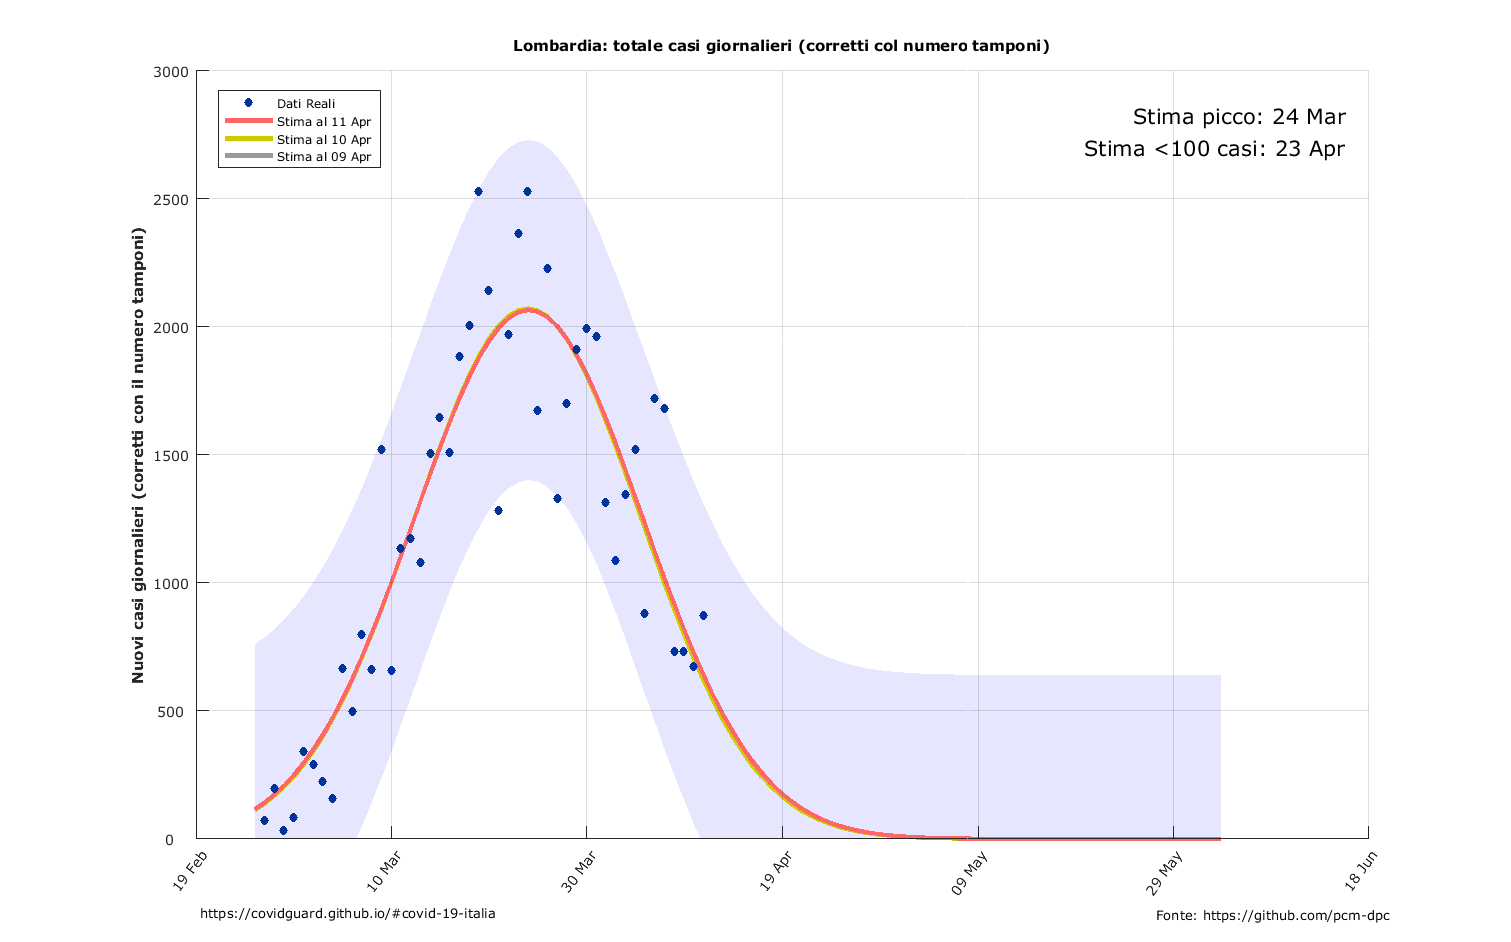 Lombardia: totale casi giornalieri (corretti col numero tamponi)
3000
2500
2000
1500
1000
500
0
Nuovi casi giornalieri (corretti con il numero tamponi)
Dati Reali
Stima al 11 Apr
Stima al 10 Apr
Stima al 09 Apr
Stima picco: 24 Mar
Stima <100 casi: 23 Apr
19 Feb
10 Mar
30 Mar
19 Apr
09 May
29 May
18 Jun
https://covidguard.github.io/#covid-19-italia
Fonte: https://github.com/pcm-dpc